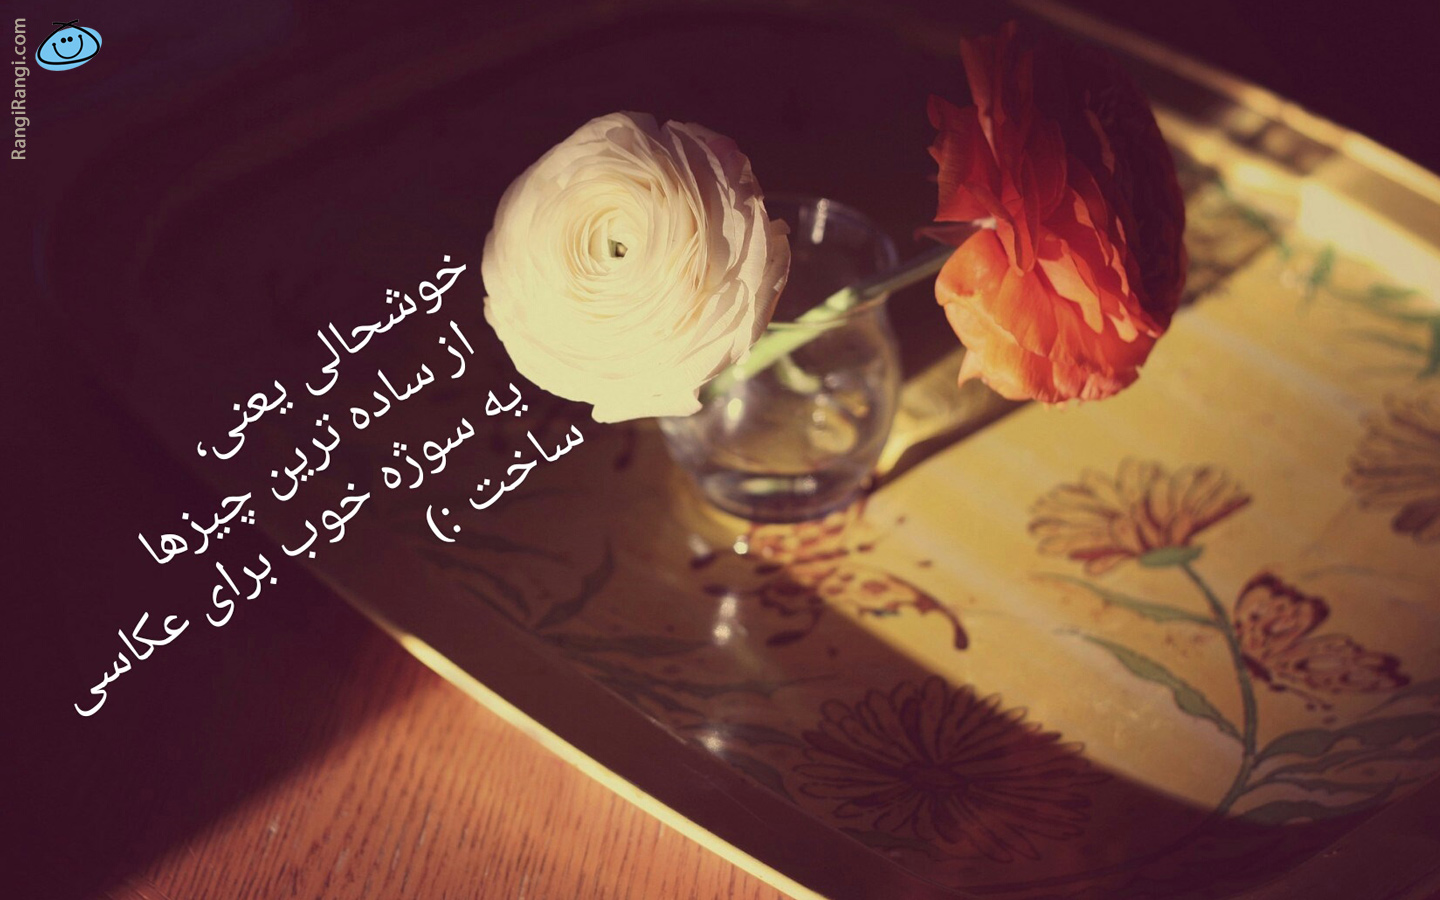 RangiRangi.com
خوشحالی یعنی،
از ساده ترین چیزها
یه سوژه خوب برای عکاسی
ساخت :)